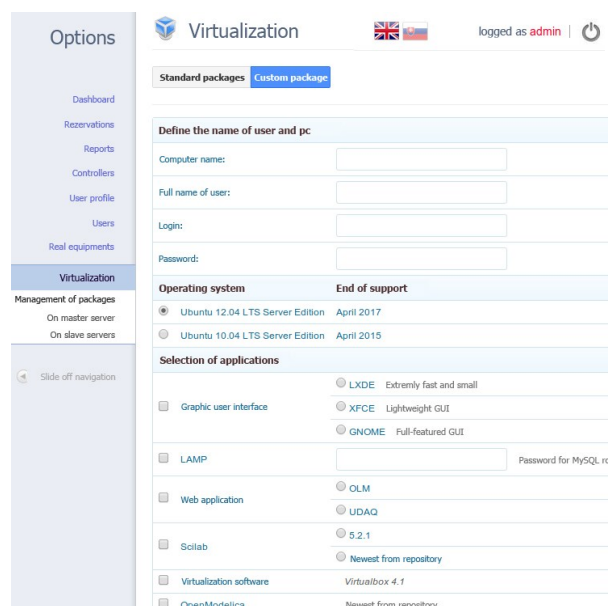 Options
Virtualization
logged as admin |
Standard packages Custom package
Dashboard
Rezervations
Reports
Controllers
User profile
Users
Real equipments
Virtualization
Management of packages
On master server
On slave servers
Slide off navigation
Define the name of user and pc
Computer name:
Full name of user:
Login:
Password:
Operating system End of support
Ubuntu 12.04 LTS Server Edition April 2017
Ubuntu 10.04 LTS Server Edition April 2015
Selection of applications
Graphic user interface
LXDE Extremly fast and small
XFCE Lightweight GUI
GNOME Full-featured GUI
LAMP Password for MySQL ro
Web application
OLM
UDAQ
Scilab
5.2.1
Newest from repository
Virtualization software Virtualbox 4.1
OpenModelica Newest from repository